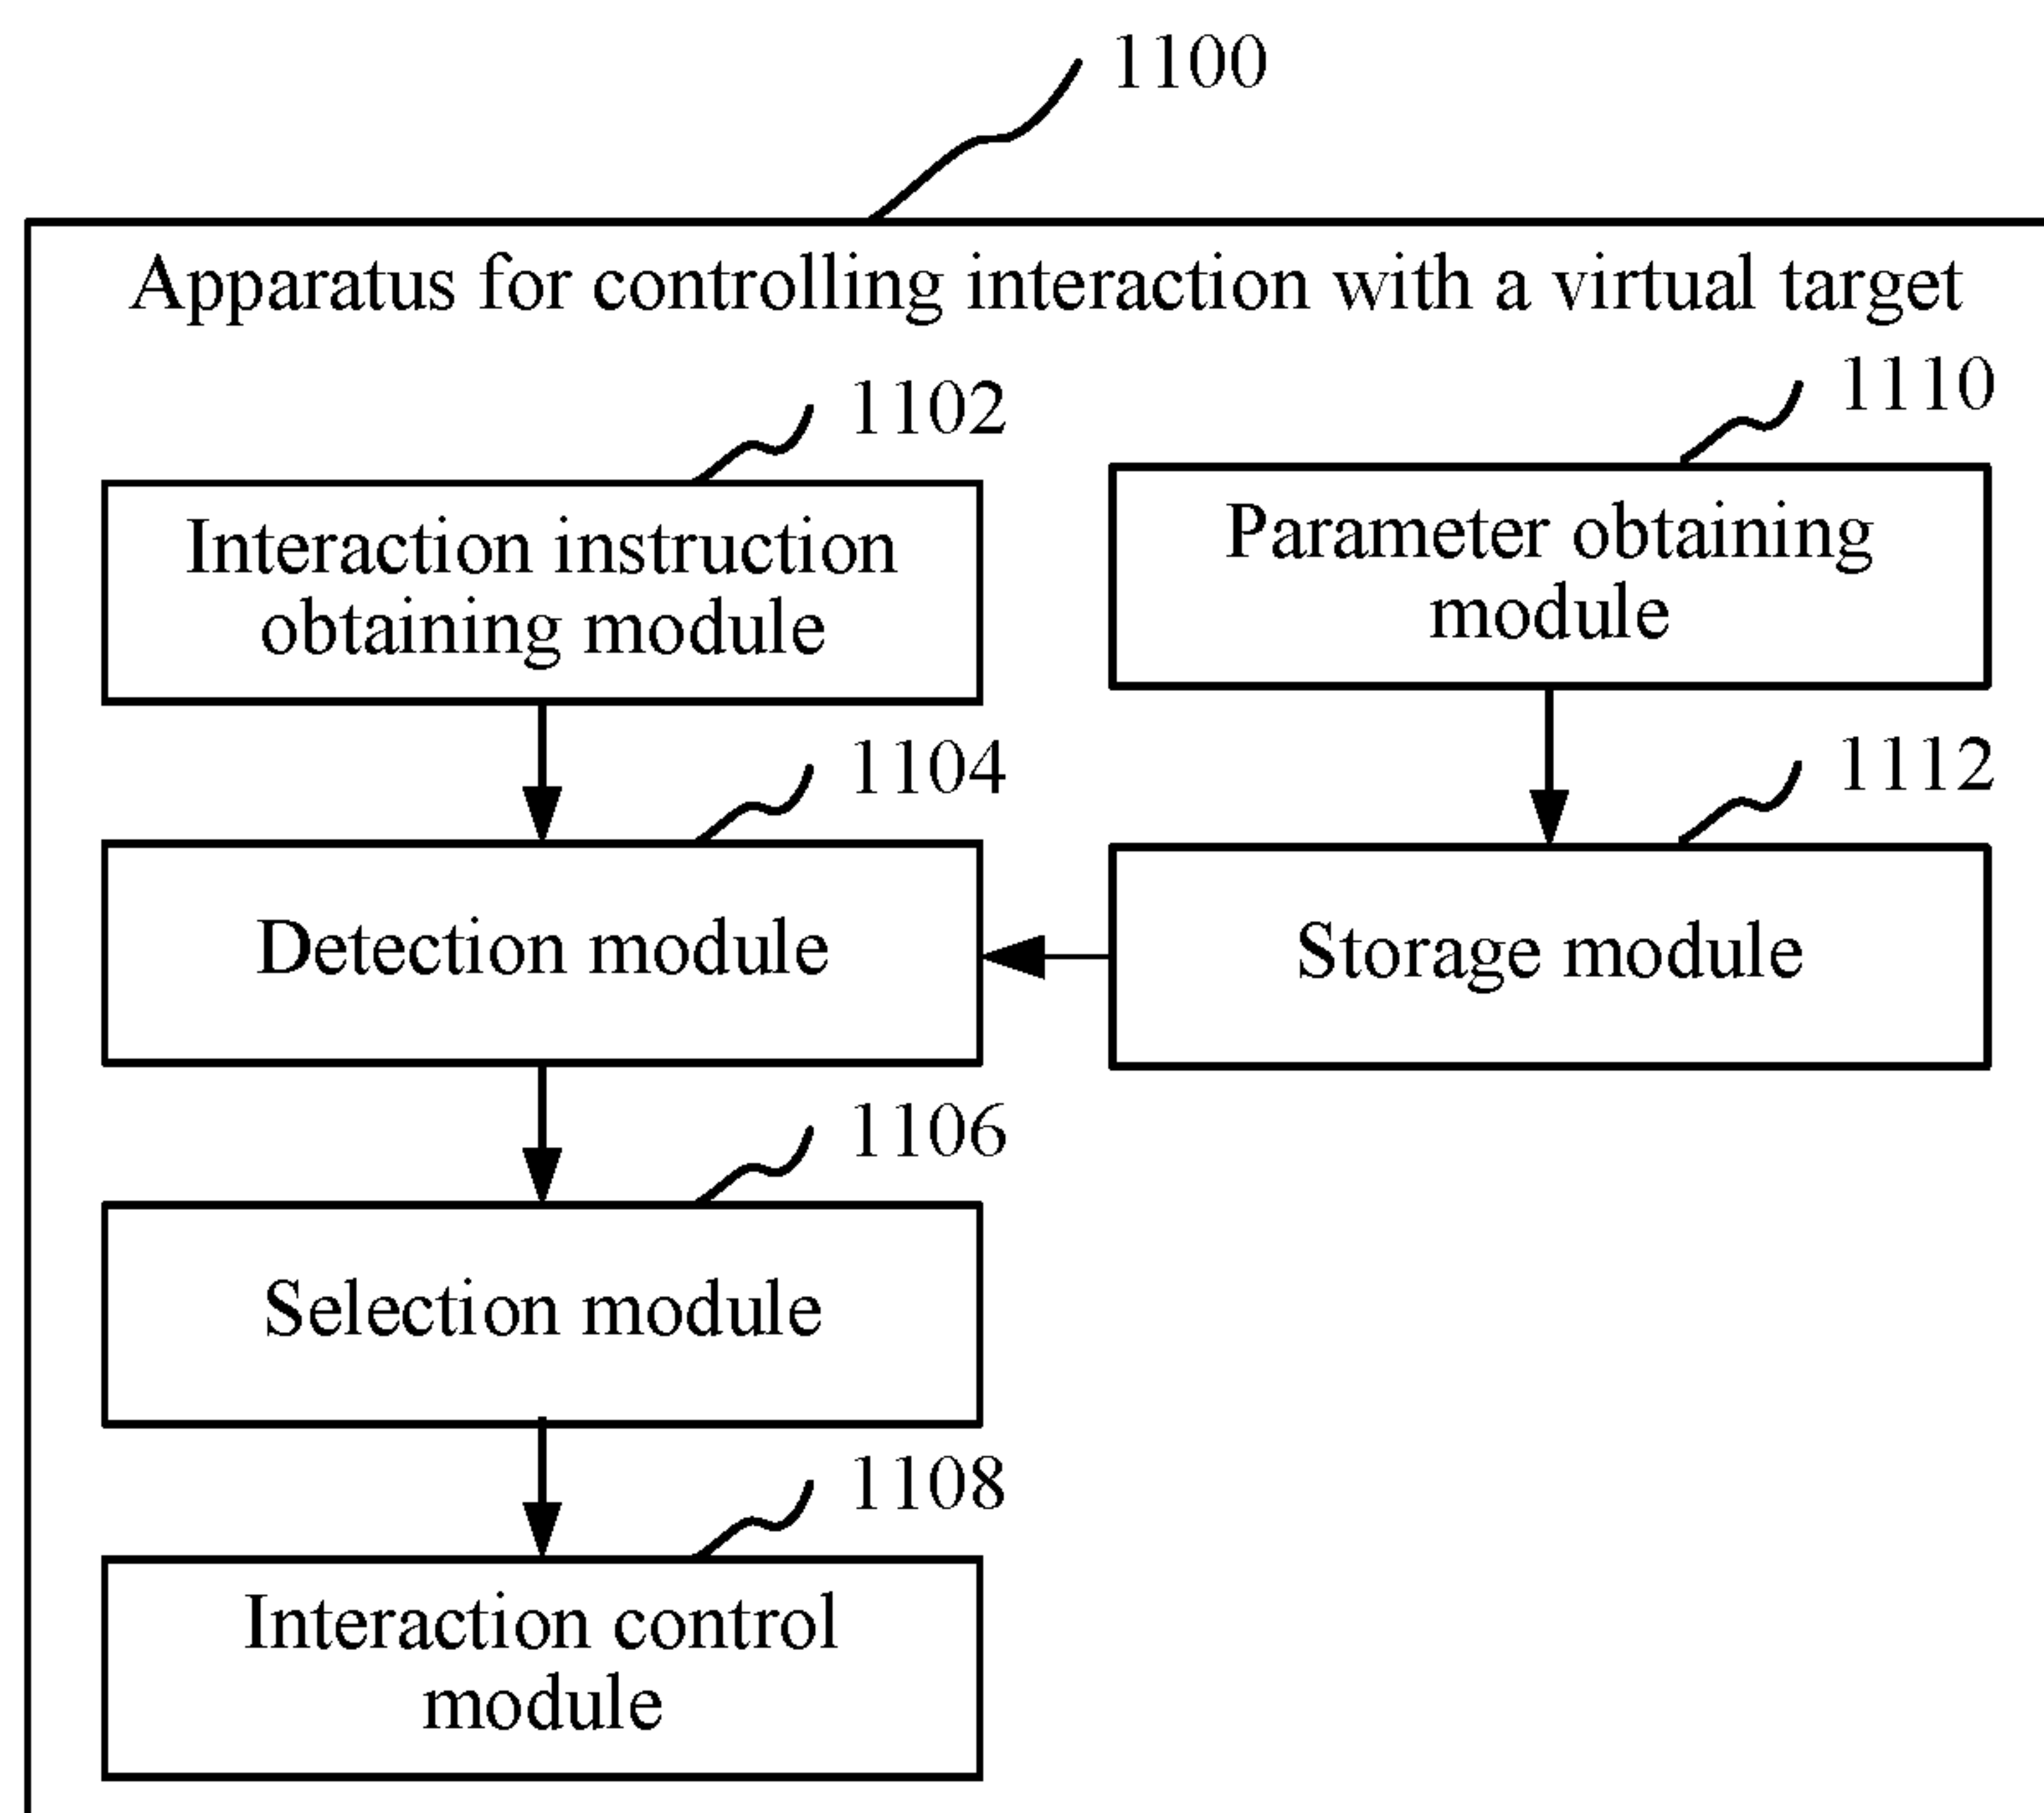 1100
Apparatus for controlling interaction with a virtual target
1102
Interaction instruction
obtaining module
1110
Parameter obtaining
module
1104
Detection module
1112
Storage module
1106
Selection module
1108
Interaction control
module